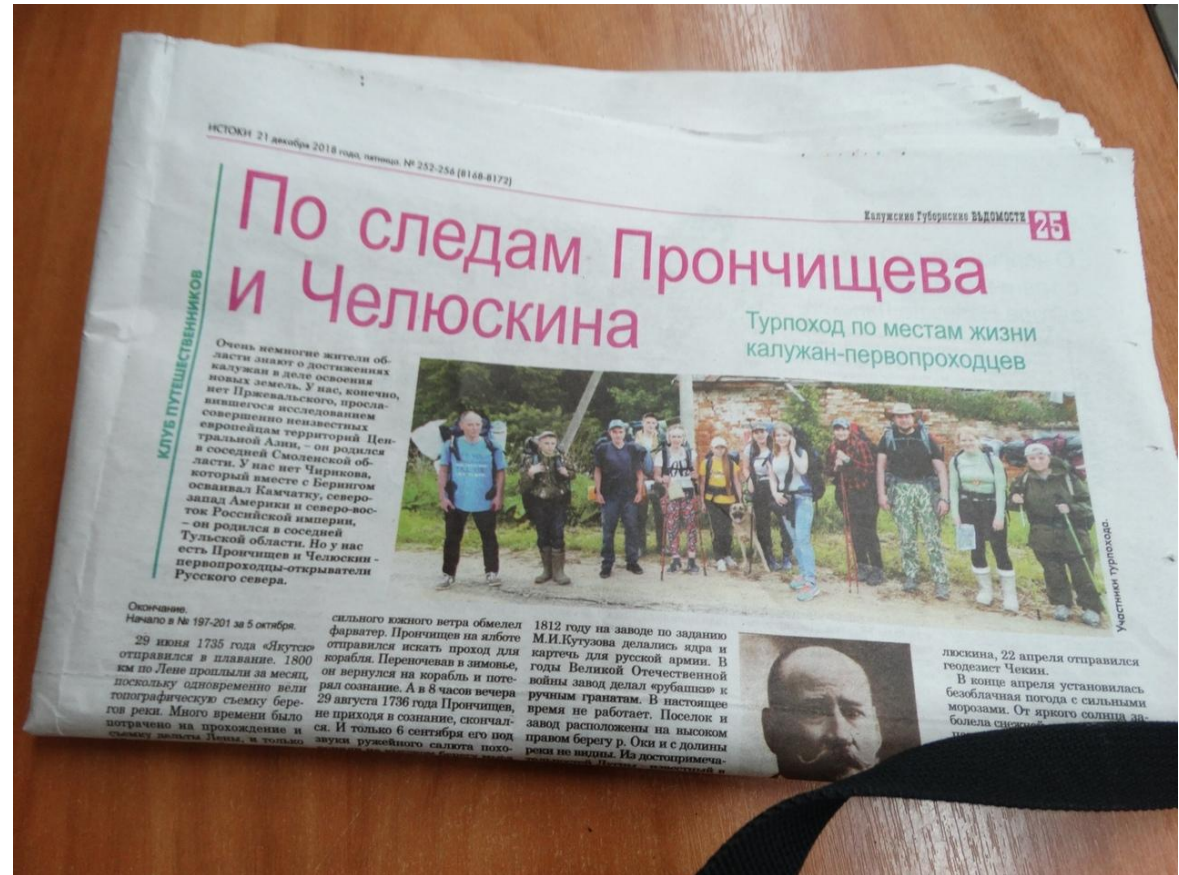 ИСТОКИ 21 декабря 2018 года, пятница. № 252-256 (8168-8172)
Калужские Губернские ВѢДОМОСТИ 25
КЛУБ ПУТЕШЕСТВЕННИКОВ
По следам Прончищева
и Челюскина
Турпоход по местам жизни
калужан-первопроходцев
Очень немногие жители об-
ласти знают о достижениях
калужан в деле освоения
новых земель. У нас, конечно,
нет Пржевальского, просла-
вившегося исследованием
совершенно неизвестных
европейцам территорий Цен-
тральной Азии, – он родился
в соседней Смоленской об-
ласти. У нас нет Чирикова,
который вместе с Берингом
осваивал Камчатку, северо-
запад Америки и северо-вос-
ток Российской империи,
– он родился в соседней
Тульской области. Но у нас
есть Прончищев и Челюскин -
первопроходцы-открыватели
Русского севера.
Участники турпохода.
Окончание.
Начало в № 197-201 за 5 октября.
29 июня 1735 года «Якутск»
отправился в плавание. 1800
км по Лене проплыли за месяц,
поскольку одновременно вели
топографическую съемку бере-
гов реки. Много времени было
потрачено на прохождение и
съемку дельты Лены, и только
сильного южного ветра обмелел
фарватер. Прончищев на ялботе
отправился искать проход для
корабля. Переночевав в зимовье,
он вернулся на корабль и поте-
рял сознание. А в 8 часов вечера
29 августа 1736 года Прончищев,
не приходя в сознание, скончал-
ся. И только 6 сентября его под
звуки ружейного салюта похо-
1812 году на заводе по заданию
М.И.Кутузова делались ядра и
картечь для русской армии. В
годы Великой Отечественной
войны завод делал «рубашки» к
ручным гранатам. В настоящее
время не работает. Поселок и
завод расположены на высоком
правом берегу р. Оки и с долины
реки не видны. Из достопримеча-
люскина, 22 апреля отправился
геодезист Чекин.
В конце апреля установилась
безоблачная погода с сильными
морозами. От яркого солнца за-
болела